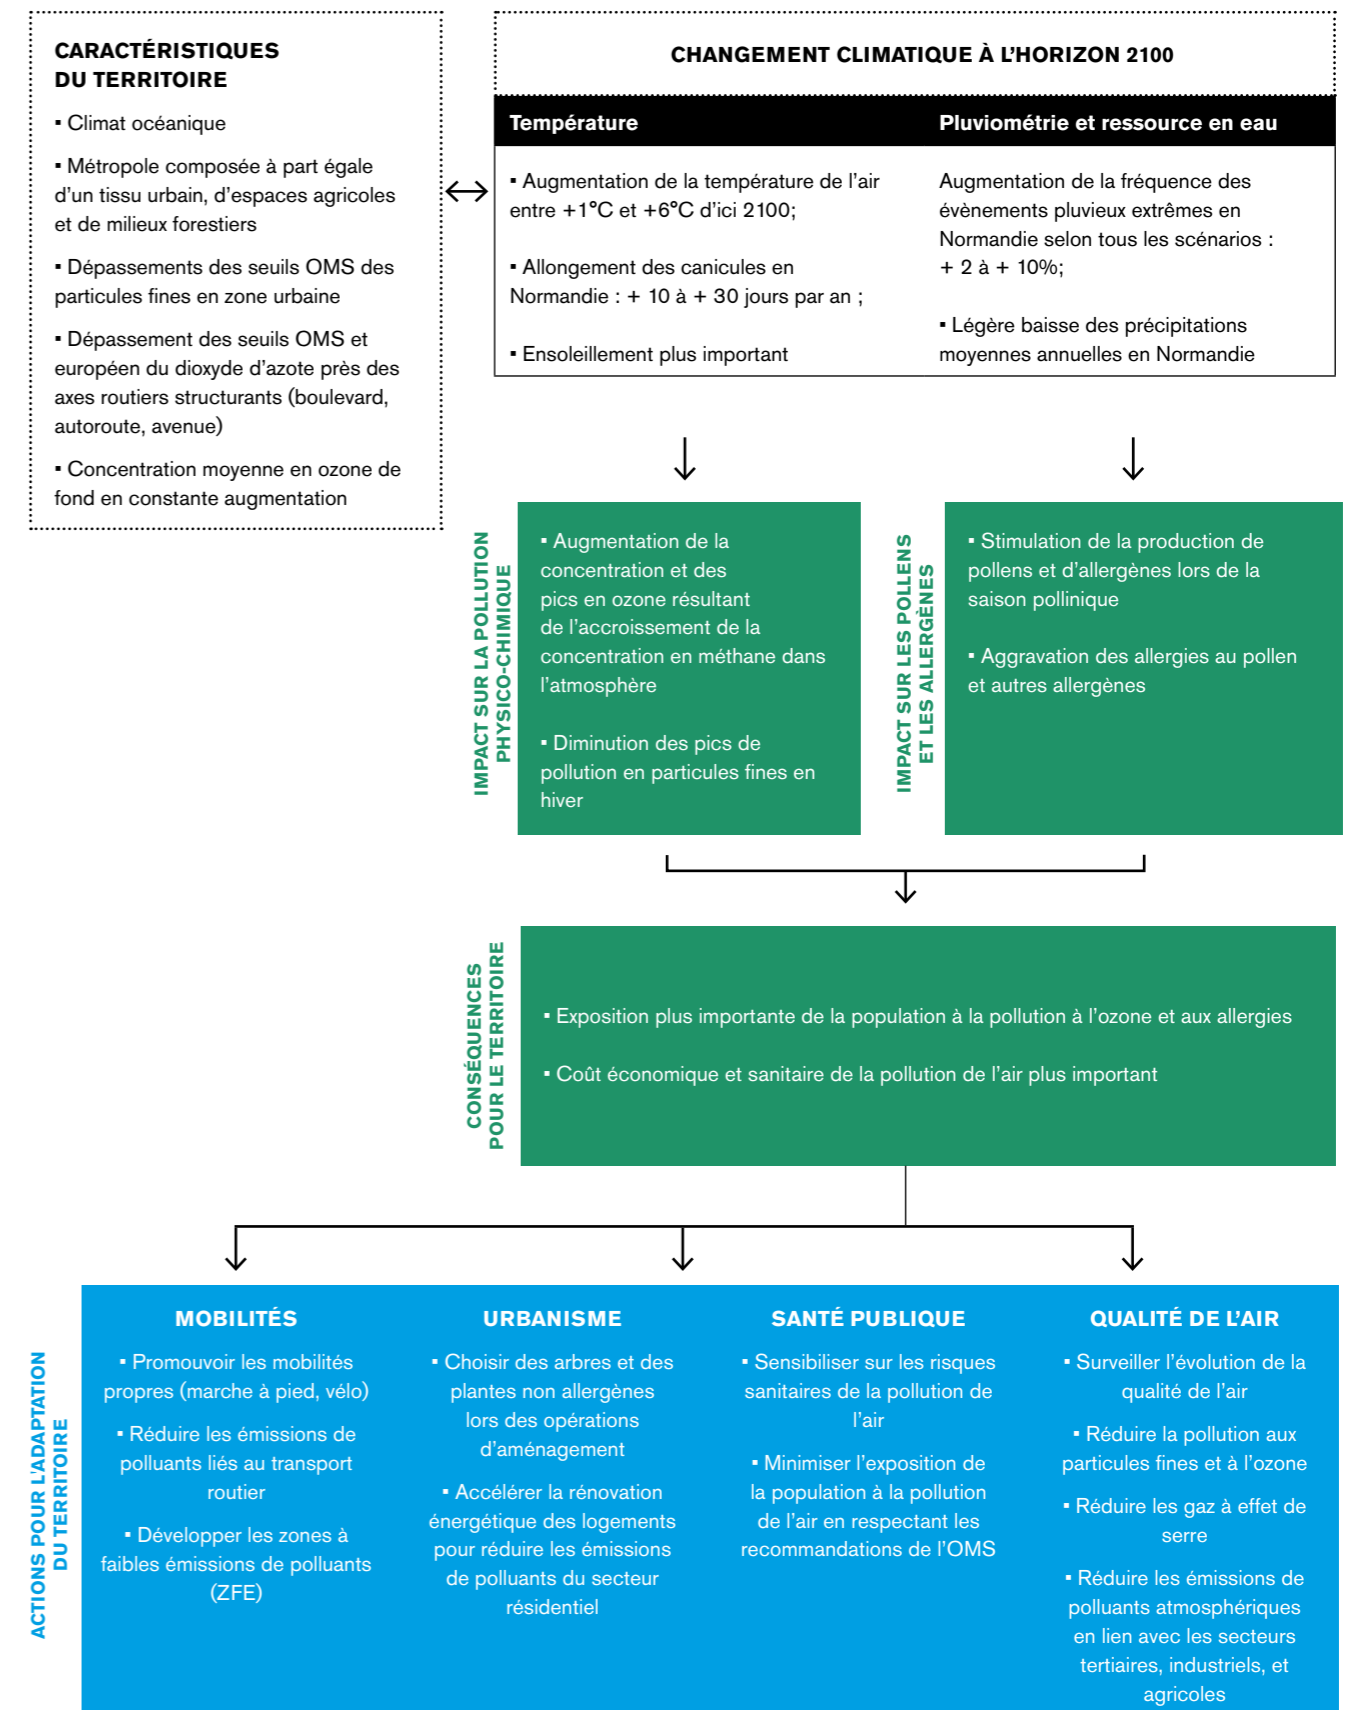 CARACTÉRISTIQUES
DU TERRITOIRE
▪ Climat océanique
▪ Métropole composée à part égale
d'un tissu urbain, d'espaces agricoles
et de milieux forestiers
▪ Dépassements des seuils OMS des
particules fines en zone urbaine
▪ Dépassement des seuils OMS et
européen du dioxyde d'azote près des
axes routiers structurants (boulevard,
autoroute, avenue)
▪ Concentration moyenne en ozone de
fond en constante augmentation
CHANGEMENT CLIMATIQUE À L'HORIZON 2100
Température
▪ Augmentation de la température de l'air
entre +1°C et +6°C d'ici 2100;
▪ Allongement des canicules en
Normandie : + 10 à + 30 jours par an ;
▪ Ensoleillement plus important
Pluviométrie et ressource en eau
Augmentation de la fréquence des
évènements pluvieux extrêmes en
Normandie selon tous les scénarios :
+ 2 à + 10%;
▪ Légère baisse des précipitations
moyennes annuelles en Normandie
IMPACT SUR LA POLLUTION
PHYSICO-CHIMIQUE
▪ Augmentation de la
concentration et des
pics en ozone résultant
de l'accroissement de la
concentration en méthane dans
l'atmosphère
▪ Diminution des pics de
pollution en particules fines en
hiver
IMPACT SUR LES POLLENS
ET LES ALLERGÈNES
▪ Stimulation de la production de
pollens et d'allergènes lors de la
saison pollinique
▪ Aggravation des allergies au pollen
et autres allergènes
CONSÉQUENCES
POUR LE TERRITOIRE
▪ Exposition plus importante de la population à la pollution à l'ozone et aux allergies
▪ Coût économique et sanitaire de la pollution de l'air plus important
ACTIONS POUR L'ADAPTATION
DU TERRITOIRE
MOBILITÉS
▪ Promouvoir les mobilités
propres (marche à pied, vélo)
▪ Réduire les émissions de
polluants liés au transport
routier
▪ Développer les zones à
faibles émissions de polluants
(ZFE)
URBANISME
▪ Choisir des arbres et des
plantes non allergènes
lors des opérations
d'aménagement
▪ Accélérer la rénovation
énergétique des logements
pour réduire les émissions
de polluants du secteur
résidentiel
SANTÉ PUBLIQUE
▪ Sensibiliser sur les risques
sanitaires de la pollution de
l'air
▪ Minimiser l'exposition de
la population à la pollution
de l'air en respectant les
recommandations de l'OMS
QUALITÉ DE L'AIR
▪ Surveiller l'évolution de la
qualité de l'air
▪ Réduire la pollution aux
particules fines et à l'ozone
▪ Réduire les gaz à effet de
serre
▪ Réduire les émissions de
polluants atmosphériques
en lien avec les secteurs
tertiaires, industriels, et
agricoles